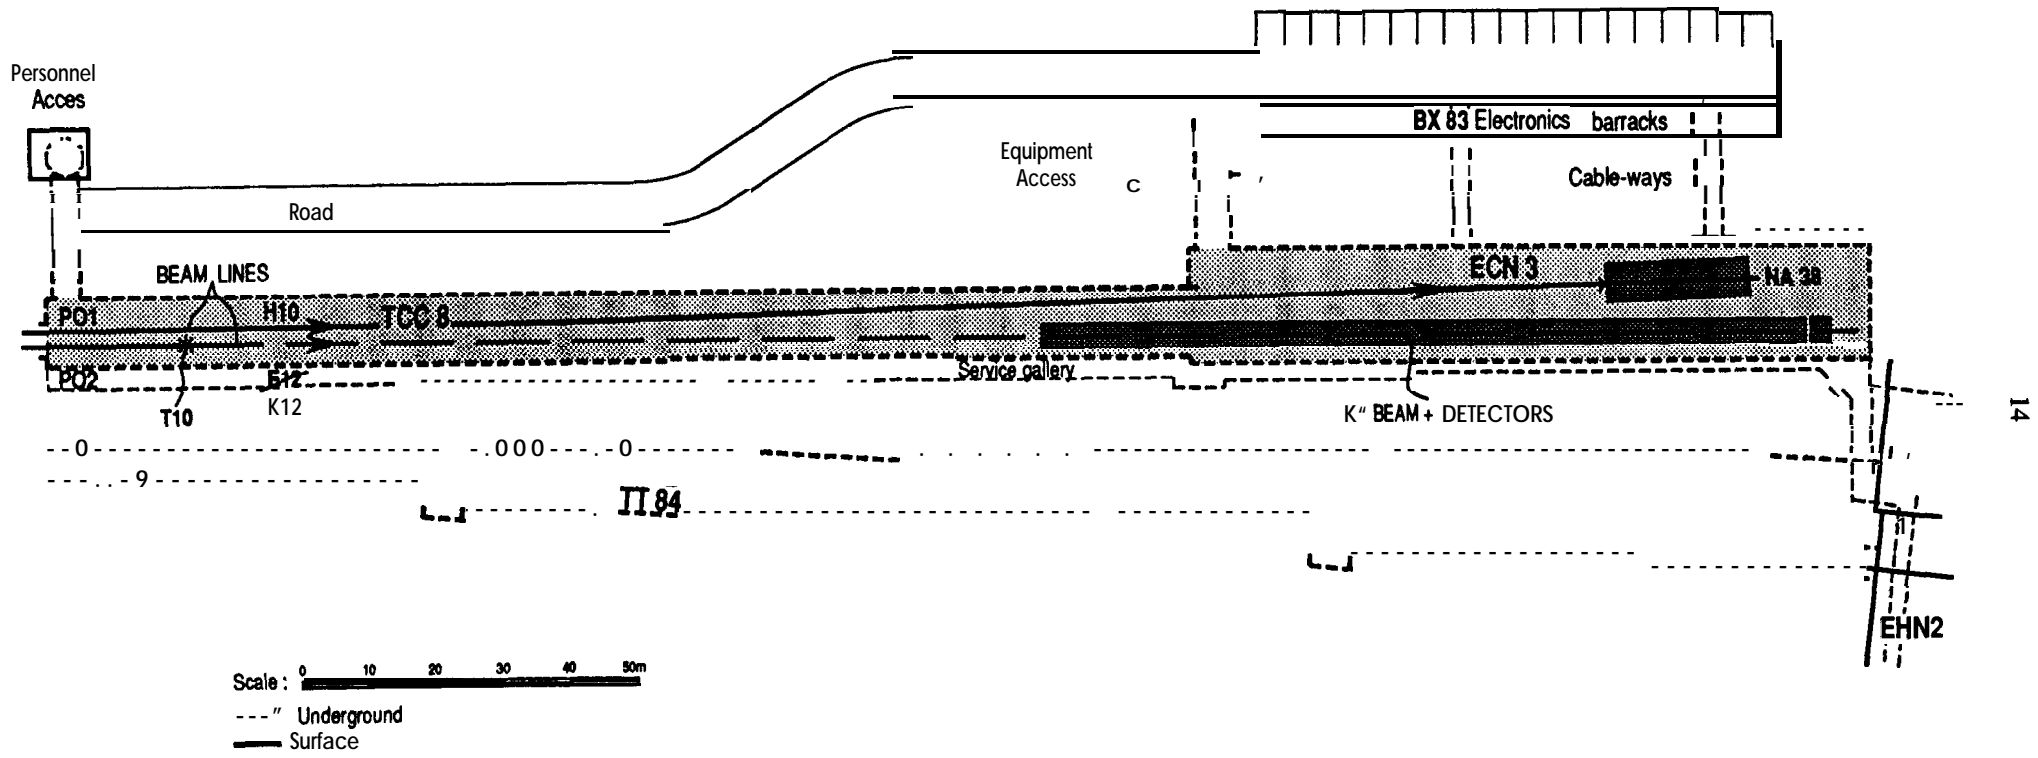 Personnel
Acces
BX 83 Electronics barracks
Equipment
Access
C
Cable-ways
Road
BEAM LINES
ECN 3
NA 38
PO1
H10
TCC 8
PO2
Service gallery
K12
T10
K" BEAM + DETECTORS
14
TT 84
EHN2
Scale : 0 10 20 30 40 50m
---" Underground
Surface